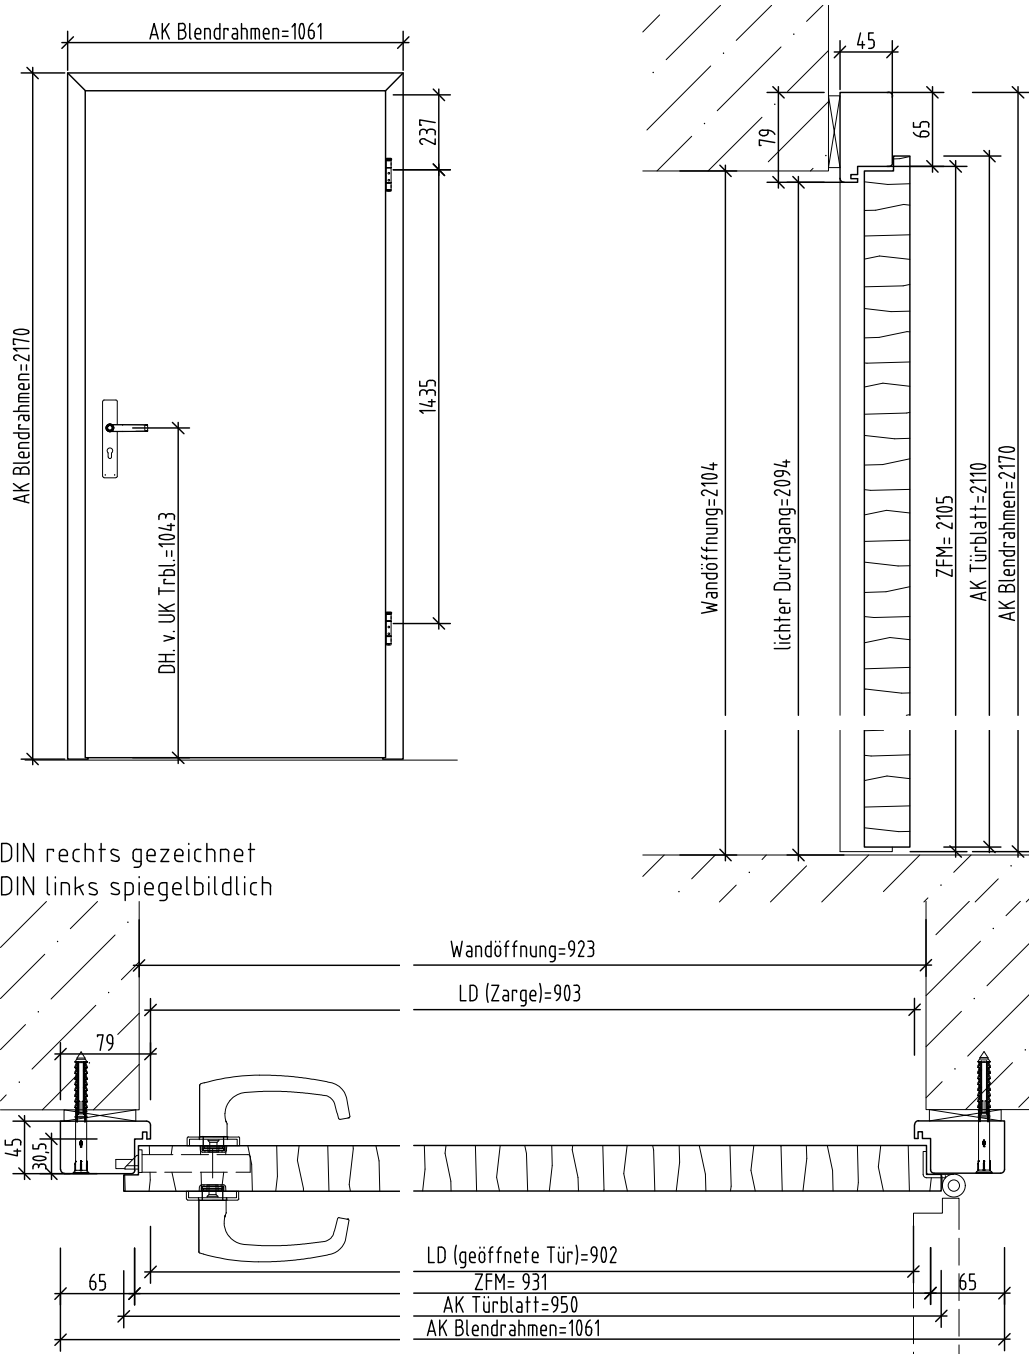 AK Blendrahmen=1061
AK Blendrahmen=2170
237
1435
DH. v. UK Trbl.=1043
45
79
65
Wandöffnung=2104
lichter Durchgang=2094
ZFM= 2105
AK Türblatt=2110
AK Blendrahmen=2170
DIN rechts gezeichnet
DIN links spiegelbildlich
Wandöffnung=923
LD (Zarge)=903
79
45
30,5
LD (geöffnete Tür)=902
65
ZFM= 931
65
AK Türblatt=950
AK Blendrahmen=1061